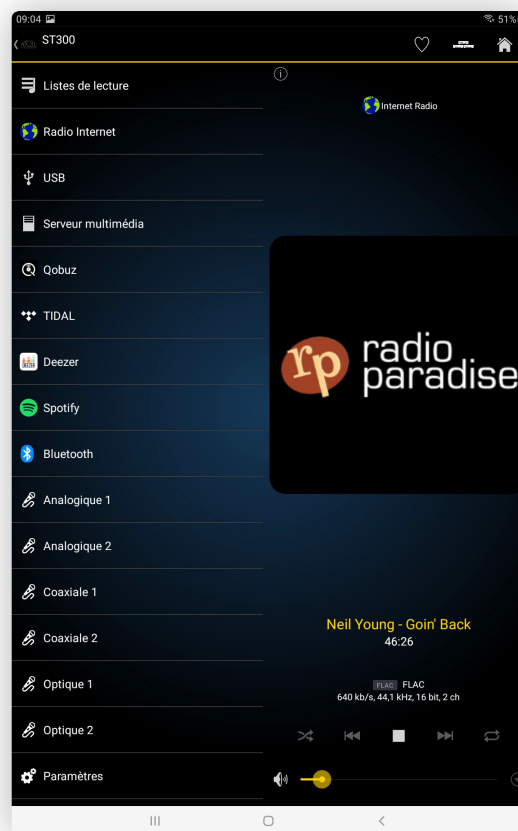 09:04
51%
ST300
Listes de lecture
Radio Internet
USB
Serveur multimédia
Qobuz
TIDAL
Deezer
Spotify
Bluetooth
Analogique 1
Analogique 2
Coaxiale 1
Coaxiale 2
Optique 1
Optique 2
Paramètres
Internet Radio
rp radio
paradise
Neil Young - Goin' Back
46:26
FLAC FLAC
640 kb/s, 44,1 kHz, 16 bit, 2 ch